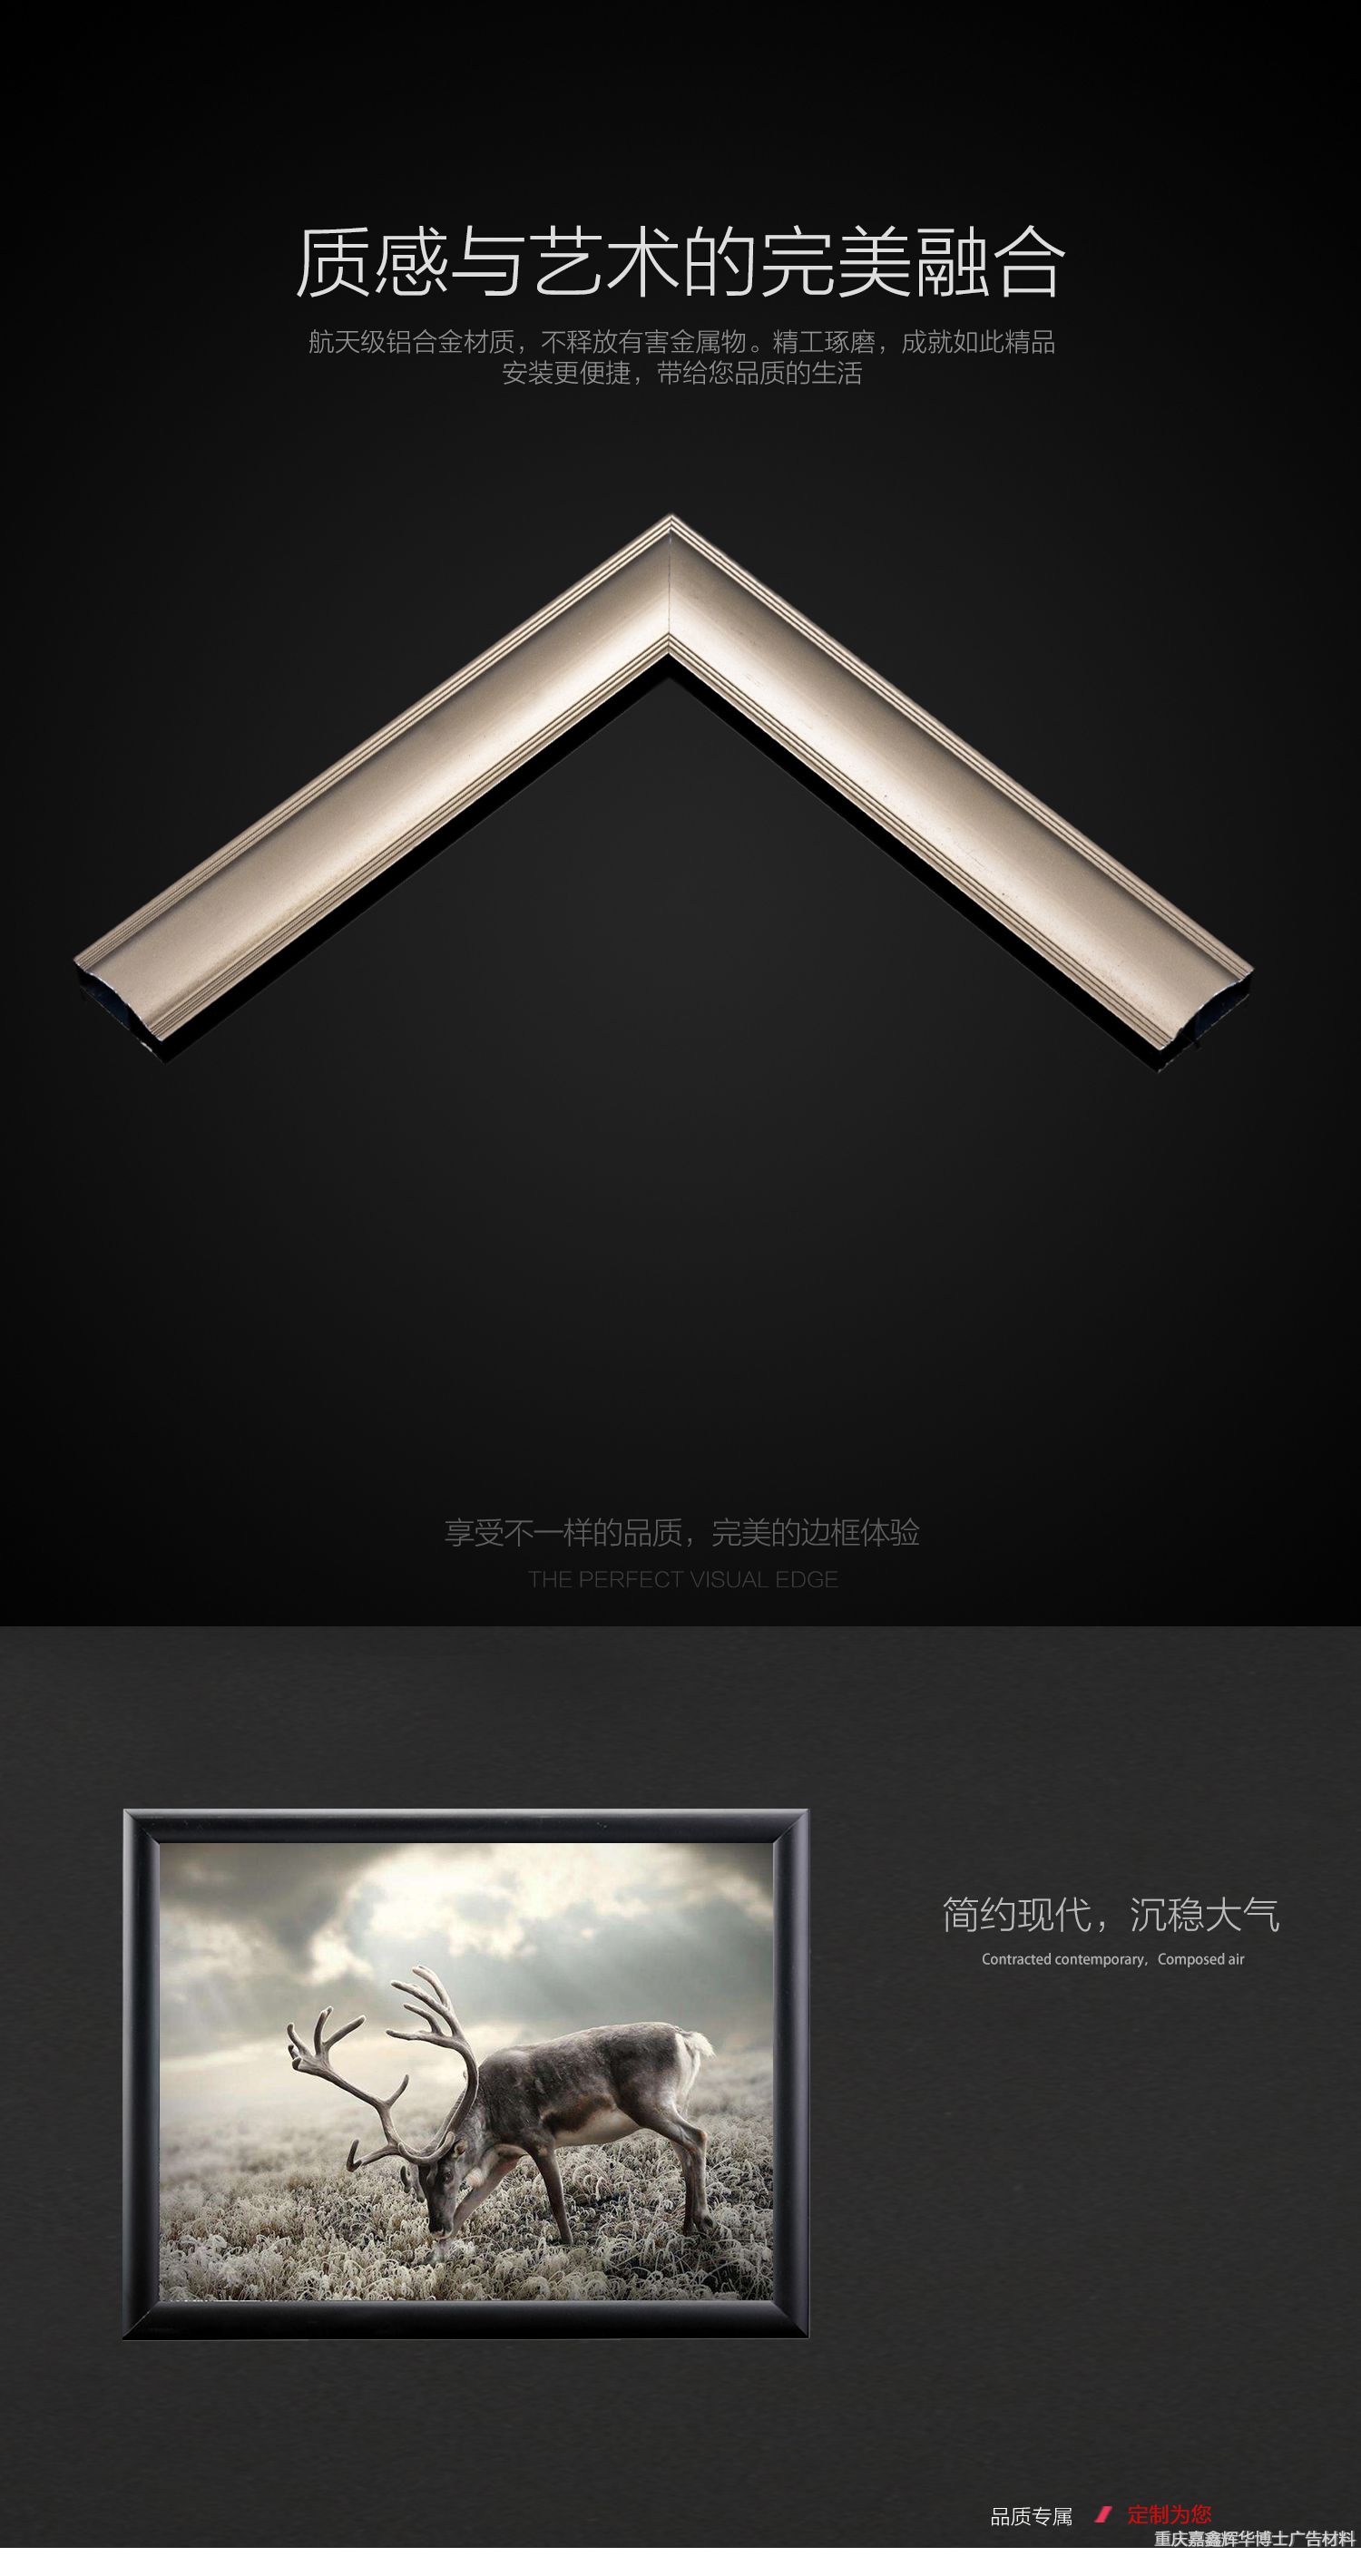 质感与艺术的完美融合
航天级铝合金材质，不释放有害金属物。精工琢磨，成就如此精品
安装更便捷，带给您品质的生活
享受不一样的品质，完美的边框体验
THE PERFECT VISUAL EDGE
简约现代，沉稳大气
Contracted contemporary，Composed air
品质专属 定制为您
重庆嘉鑫辉华博士广告材料